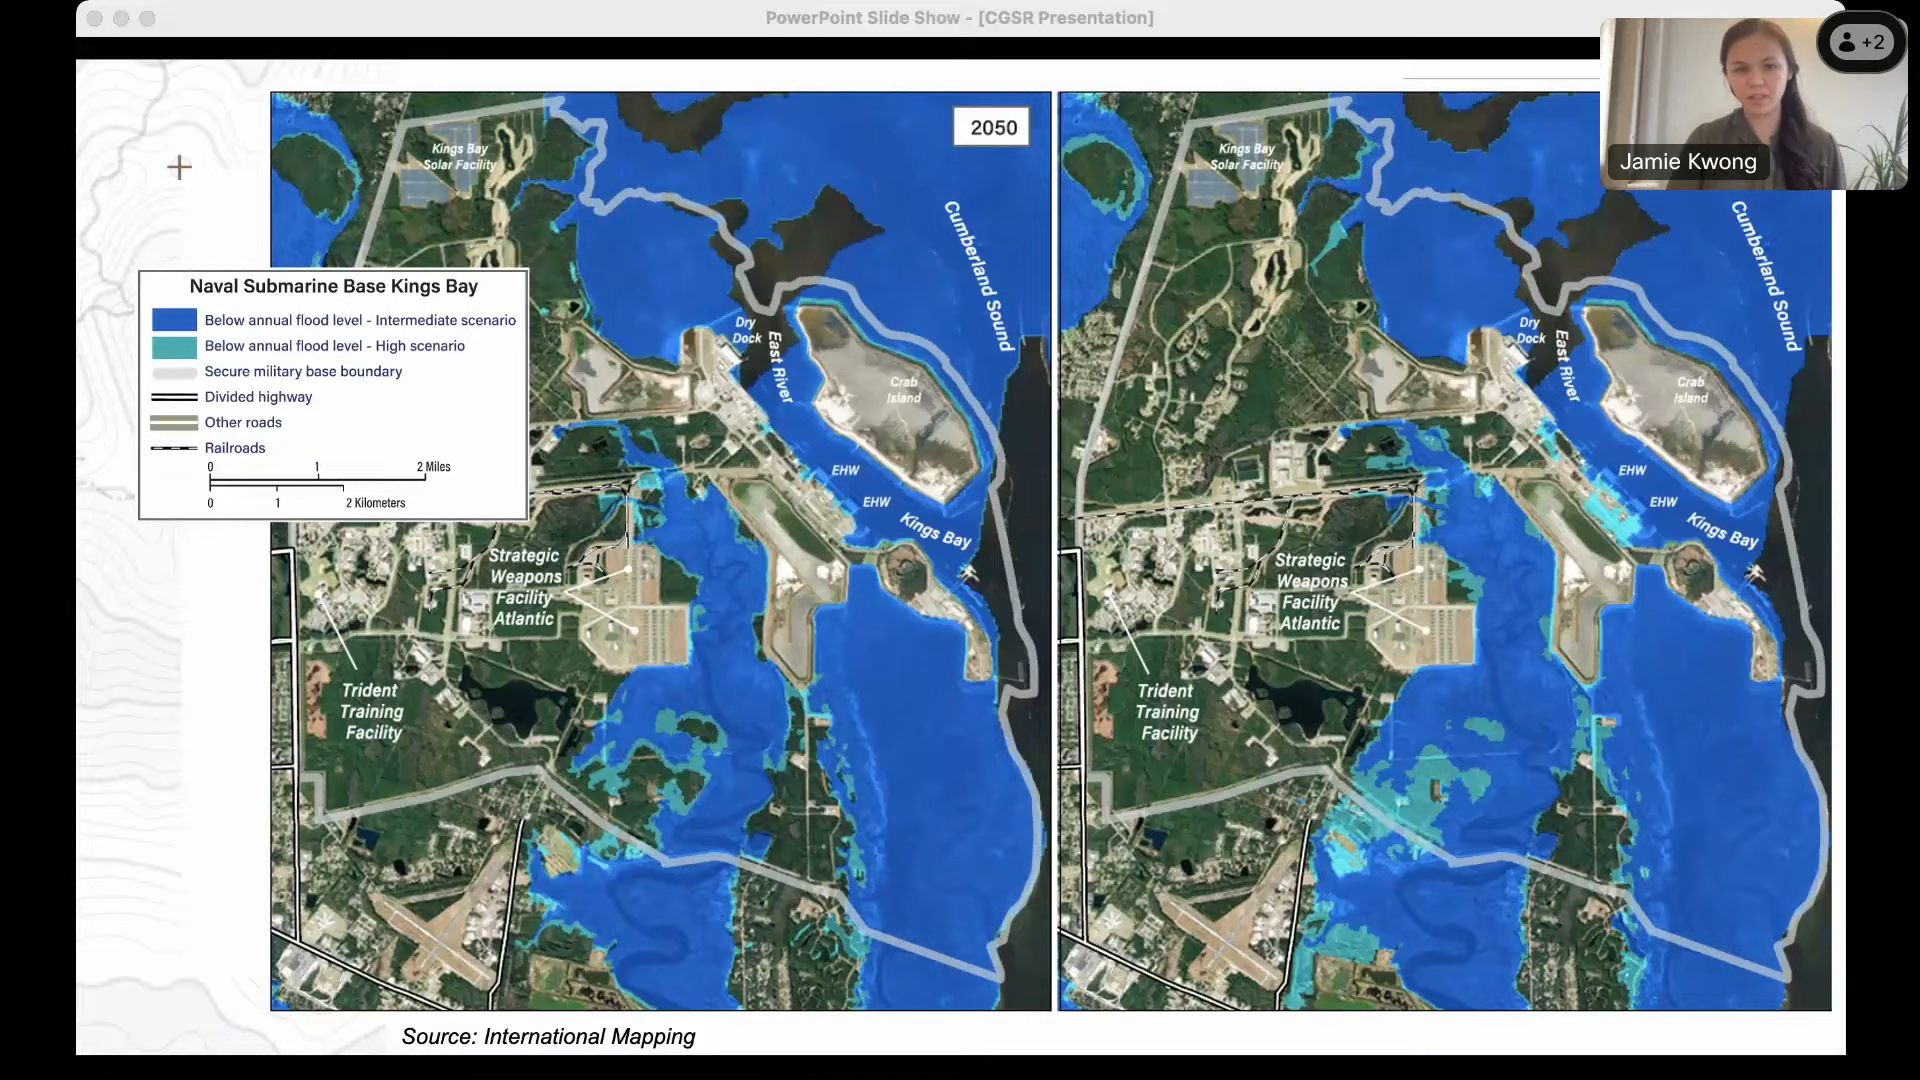 PowerPoint Slide Show - [CGSR Presentation]
+2
Jamie Kwong
2050
Kings Bay
Solar Facility
Cumberland Sound
Dry
Dock
East River
Crab
Island
EHW
EHW
Kings Bay
Strategic
Weapons
Facility
Atlantic
Trident
Training
Facility
Naval Submarine Base Kings Bay
Below annual flood level - Intermediate scenario
Below annual flood level - High scenario
Secure military base boundary
Divided highway
Other roads
Railroads
0 1 2 Miles
0 1 2 Kilometers
Kings Bay
Solar Facility
Cumberland Sound
Dry
Dock
East River
Crab
Island
EHW
EHW
Kings Bay
Strategic
Weapons
Facility
Atlantic
Trident
Training
Facility
Source: International Mapping